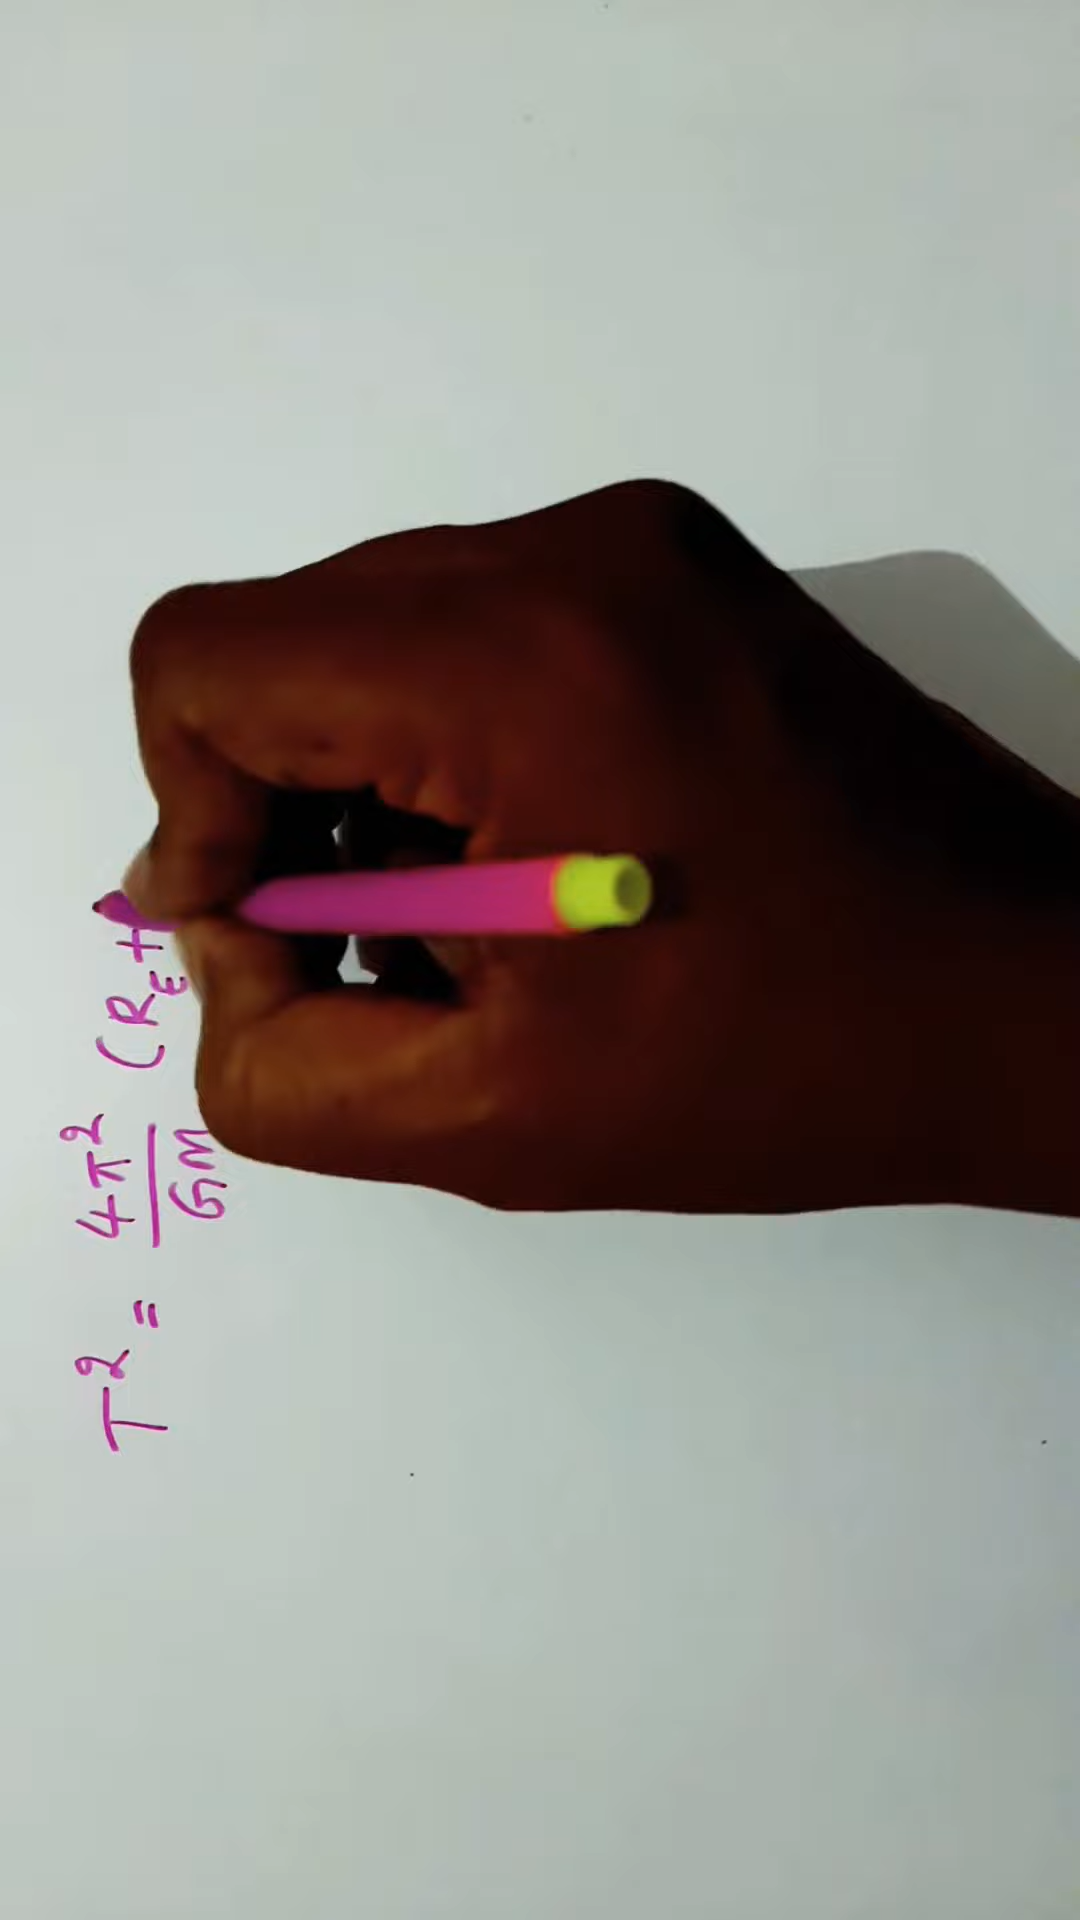 T² = 4π²/GM (R_E +